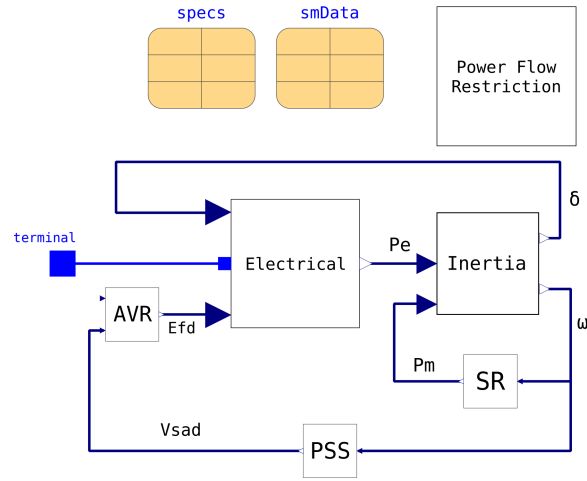 specs
smData
Power Flow
Restriction
δ
terminal
Pe
Electrical
Inertia
AVR
Efd
ω
Pm
SR
Vsad
PSS